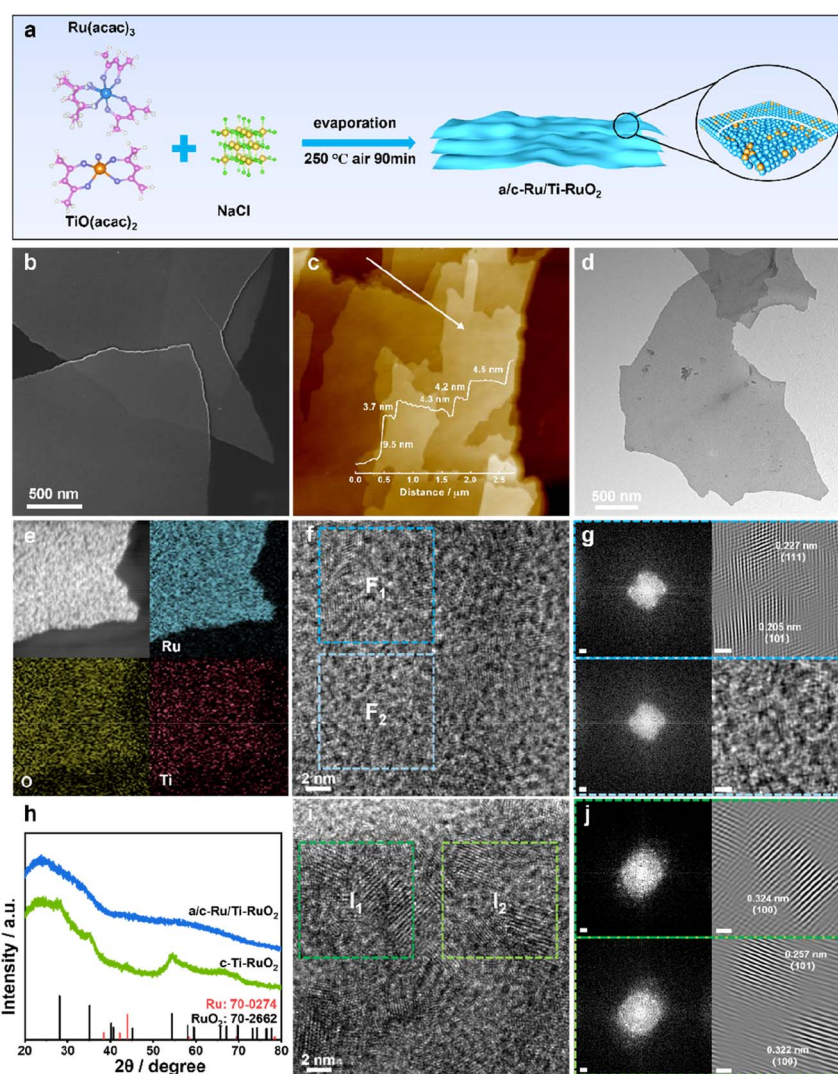 a
Ru(acac)3
TiO(acac)2
NaCl
evaporation
250 °C air 90min
a/c-Ru/Ti-RuO2
b
500 nm
c
9.5 nm
3.7 nm
4.3 nm
4.2 nm
4.5 nm
0.0 0.5 1.0 1.5 2.0 2.5
Distance / μm
d
500 nm
e
Ru
O
Ti
f
F1
F2
2 nm
g
0.227 nm
(111)
0.205 nm
(101)
h
Intensity / a.u.
a/c-Ru/Ti-RuO2
c-Ti-RuO2
Ru: 70-0274
RuO2: 70-2662
20 30 40 50 60 70 80
2θ / degree
i
I1
I2
2 nm
j
0.324 nm
(100)
0.257 nm
(101)
0.322 nm
(100)